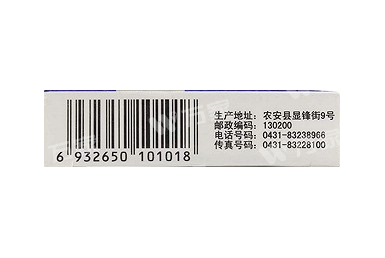 生产地址：农安县显锋街9号
邮政编码：130200
电话号码：0431-83238966
传真号码：0431-83228100
6 932650 101018